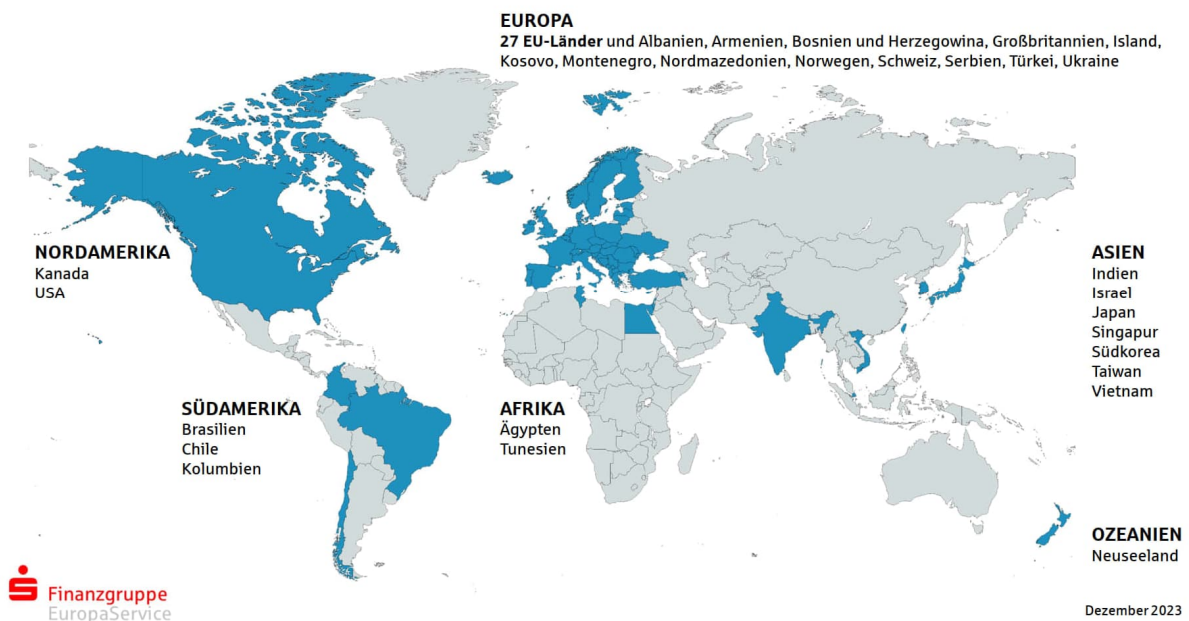 EUROPA
27 EU-Länder und Albanien, Armenien, Bosnien und Herzegowina, Großbritannien, Island,
Kosovo, Montenegro, Nordmazedonien, Norwegen, Schweiz, Serbien, Türkei, Ukraine
NORDAMERIKA
Kanada
USA
ASIEN
Indien
Israel
Japan
Singapur
Südkorea
Taiwan
Vietnam
SÜDAMERIKA
Brasilien
Chile
Kolumbien
AFRIKA
Ägypten
Tunesien
OZEANIEN
Neuseeland
Finanzgruppe
EuropaService
Dezember 2023